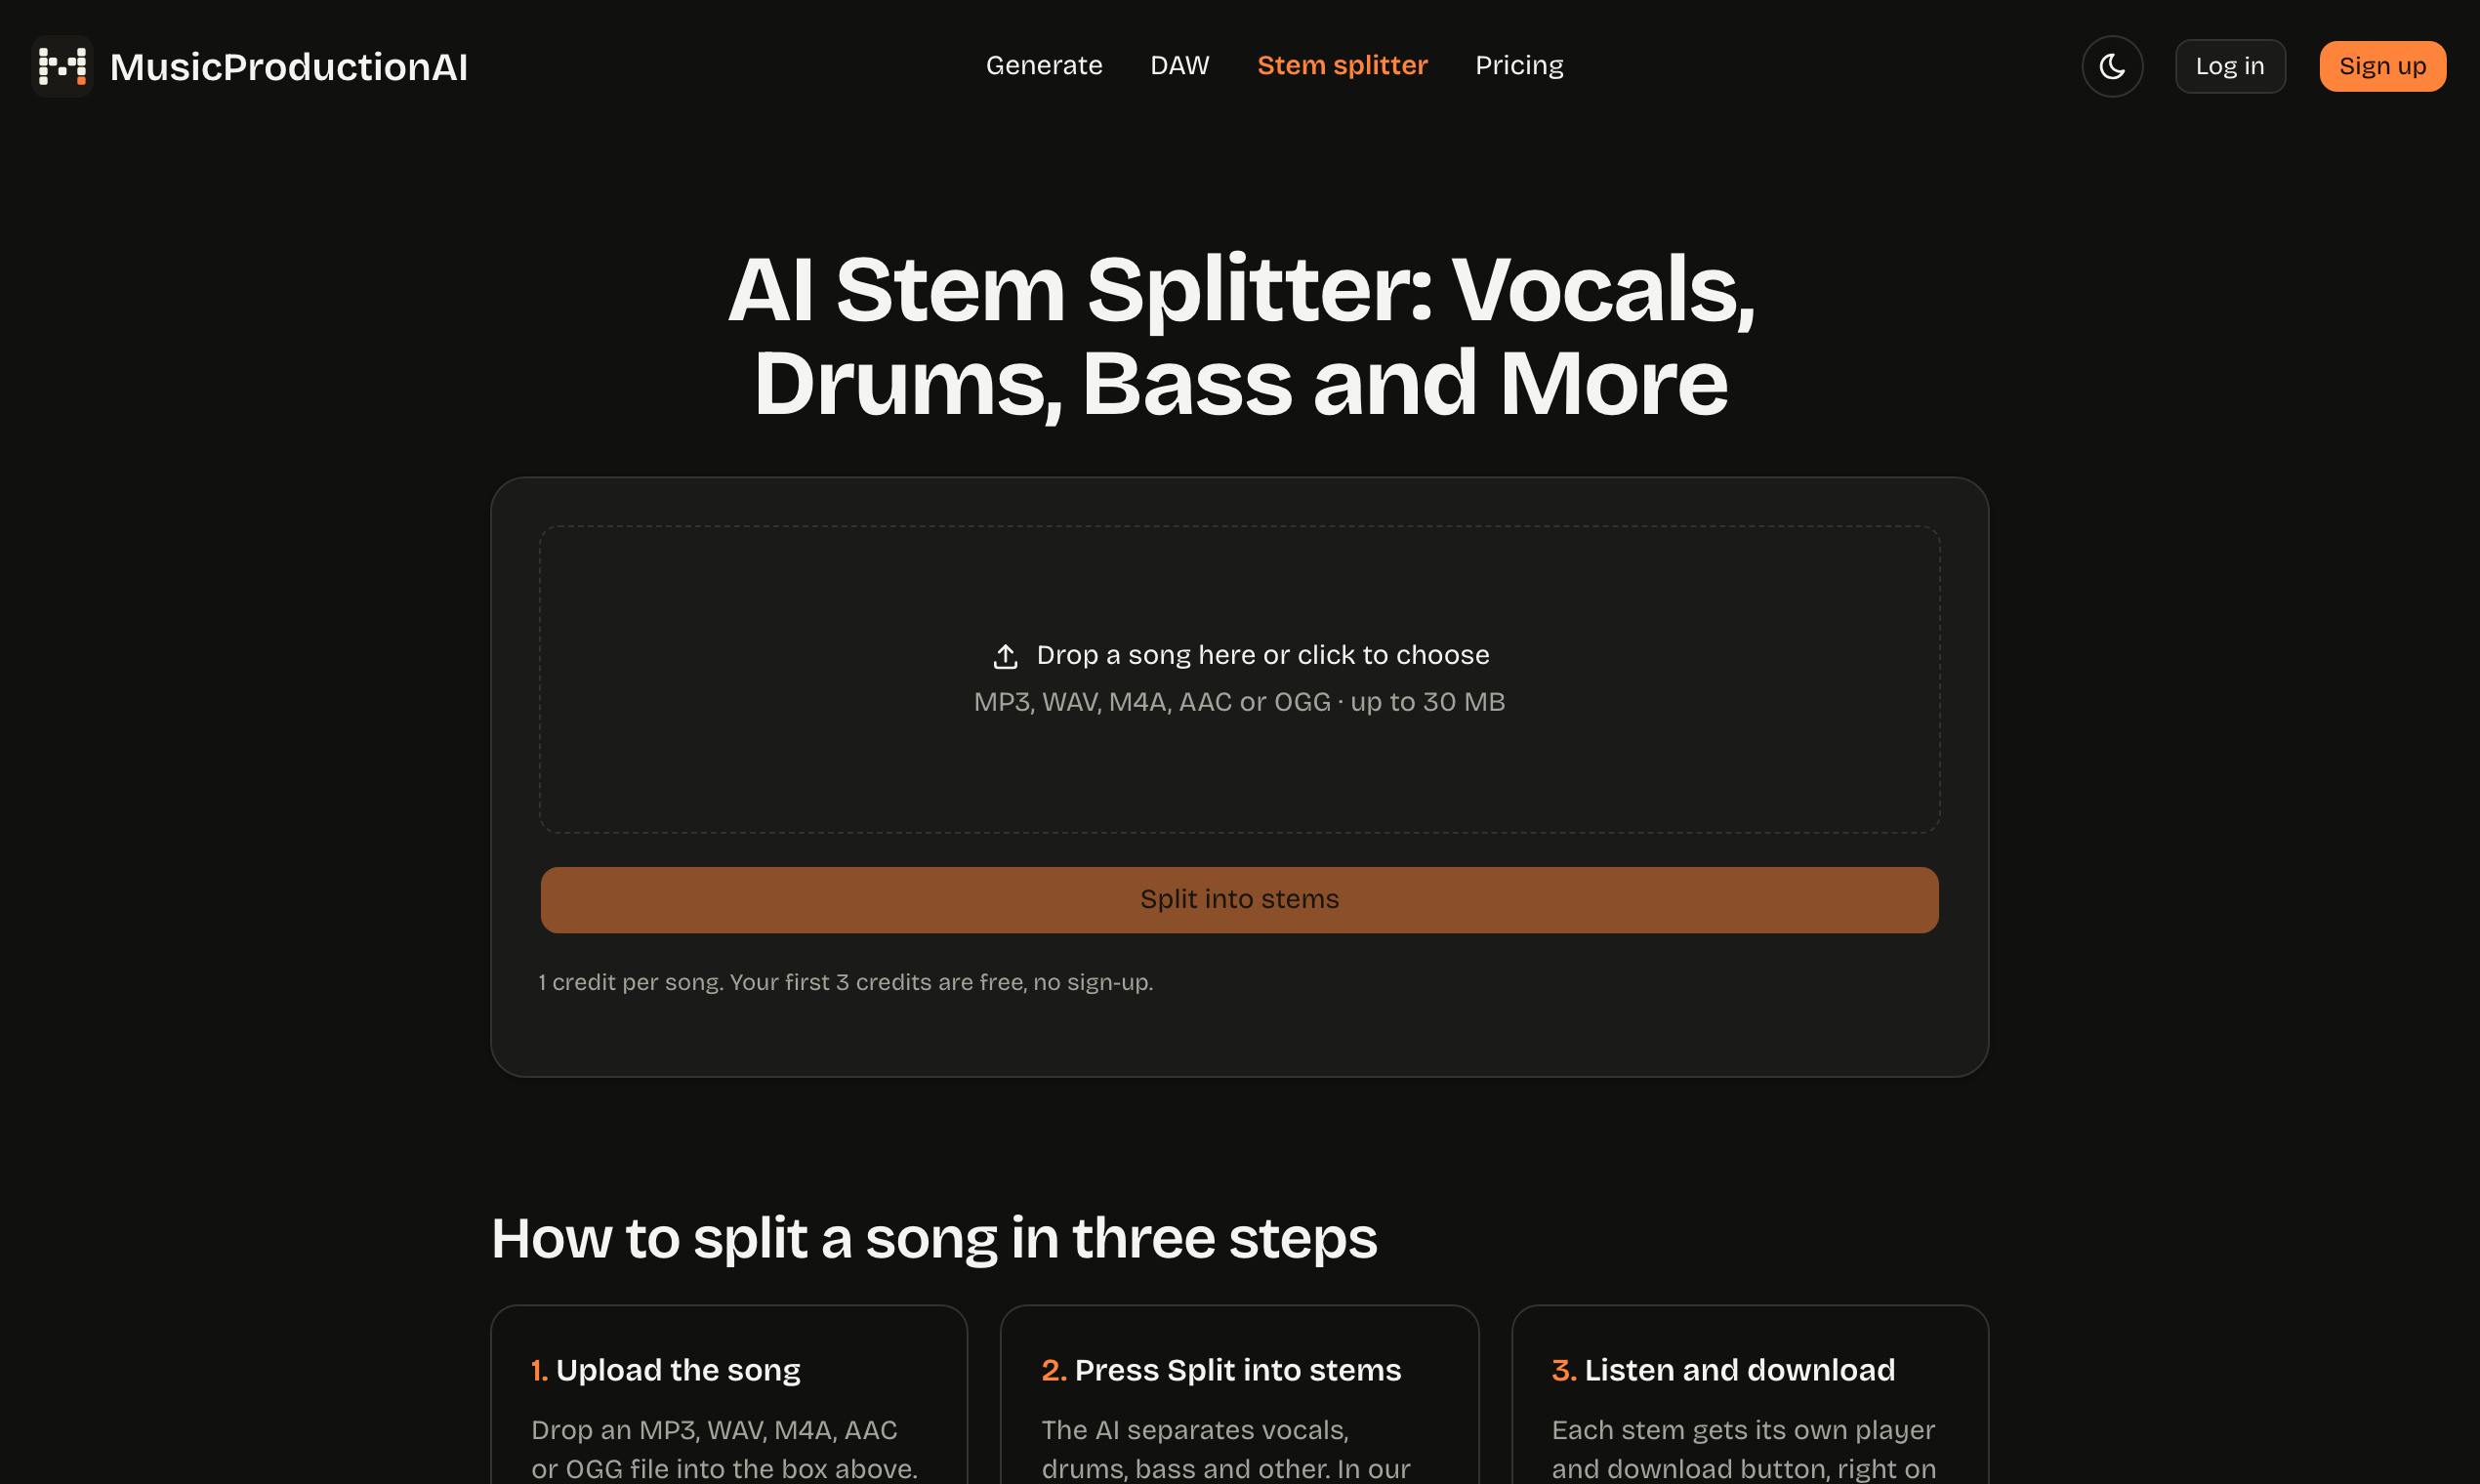 MusicProductionAI
Generate
DAW
Stem splitter
Pricing
Log in
Sign up
AI Stem Splitter: Vocals,
Drums, Bass and More
Drop a song here or click to choose
MP3, WAV, M4A, AAC or OGG · up to 30 MB
Split into stems
1 credit per song. Your first 3 credits are free, no sign-up.
How to split a song in three steps
1. Upload the song
Drop an MP3, WAV, M4A, AAC
or OGG file into the box above.
2. Press Split into stems
The AI separates vocals,
drums, bass and other. In our
3. Listen and download
Each stem gets its own player
and download button, right on